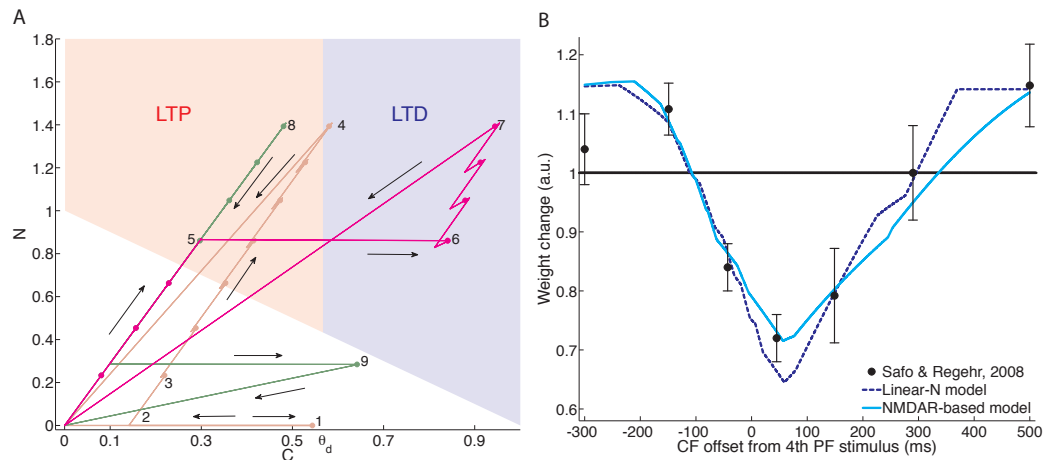 A
N
1.8
1.6
1.4
1.2
1
0.8
0.6
0.4
0.2
0
LTP
LTD
8
4
7
5
6
9
3
2
1
0 0.1 0.3 0.5 θd 0.7 0.9
C
B
Weight change (a.u.)
1.2
1.1
1
0.9
0.8
0.7
0.6
Safo & Regehr, 2008
Linear-N model
NMDAR-based model
-300 -200 -100 0 100 200 300 400 500
CF offset from 4th PF stimulus (ms)